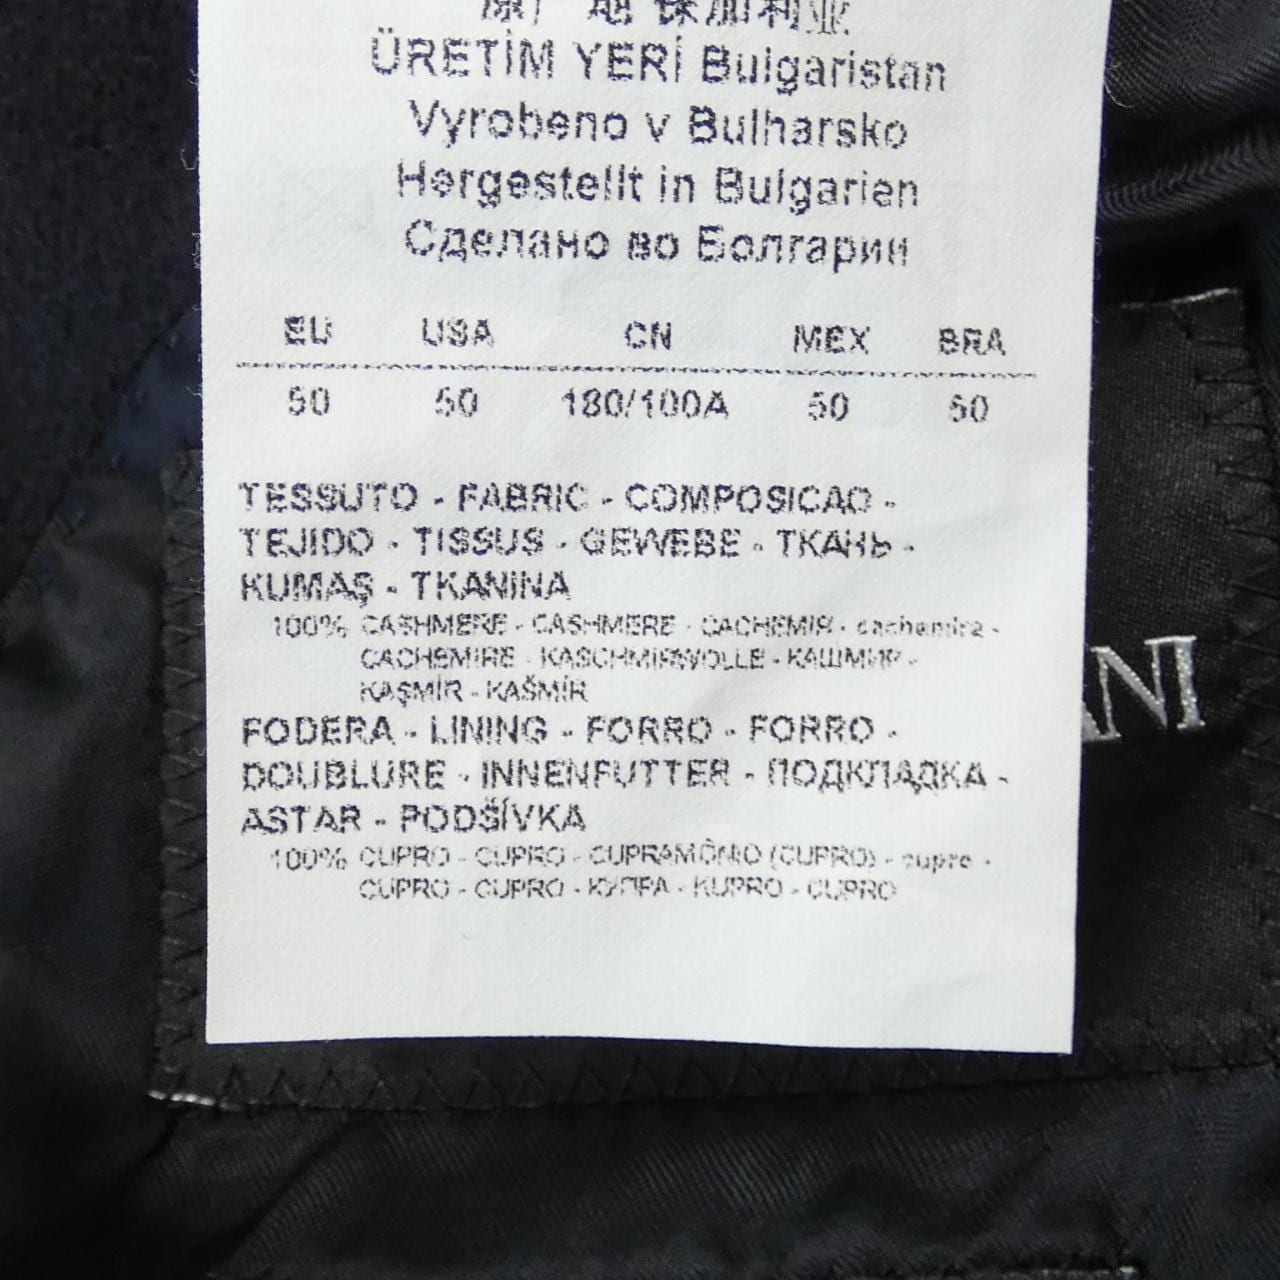 ÜRETİM YERİ Bulgaristan
Vyrobeno v Bulharsko
Hergestellt in Bulgarien
Сделано во Болгарии
EU USA CN MEX BRA
50 50 180/100A 50 50
TESSUTO - FABRIC - COMPOSICAO -
TEJIDO - TISSUS - GEWEBE - ТКАНЬ -
KUMAŞ - TKANINA
100% CASHMERE - CASHMERE - CACHEMIR - cachemira -
CACHEMIRE - KASCHMIRWOLLE - КАШМИР -
KAŞMİR - KAŠMÍR
FODERA - LINING - FORRO - FORRO -
DOUBLURE - INNENFUTTER - ПОДКЛАДКА -
ASTAR - PODŠÍVKA
100% CUPRO - CUPRO - CUPRAMÔNIO (CUPRO) - cupro -
CUPRO - CUPRO - КУПРА - KUPRO - CUPRO
ANI